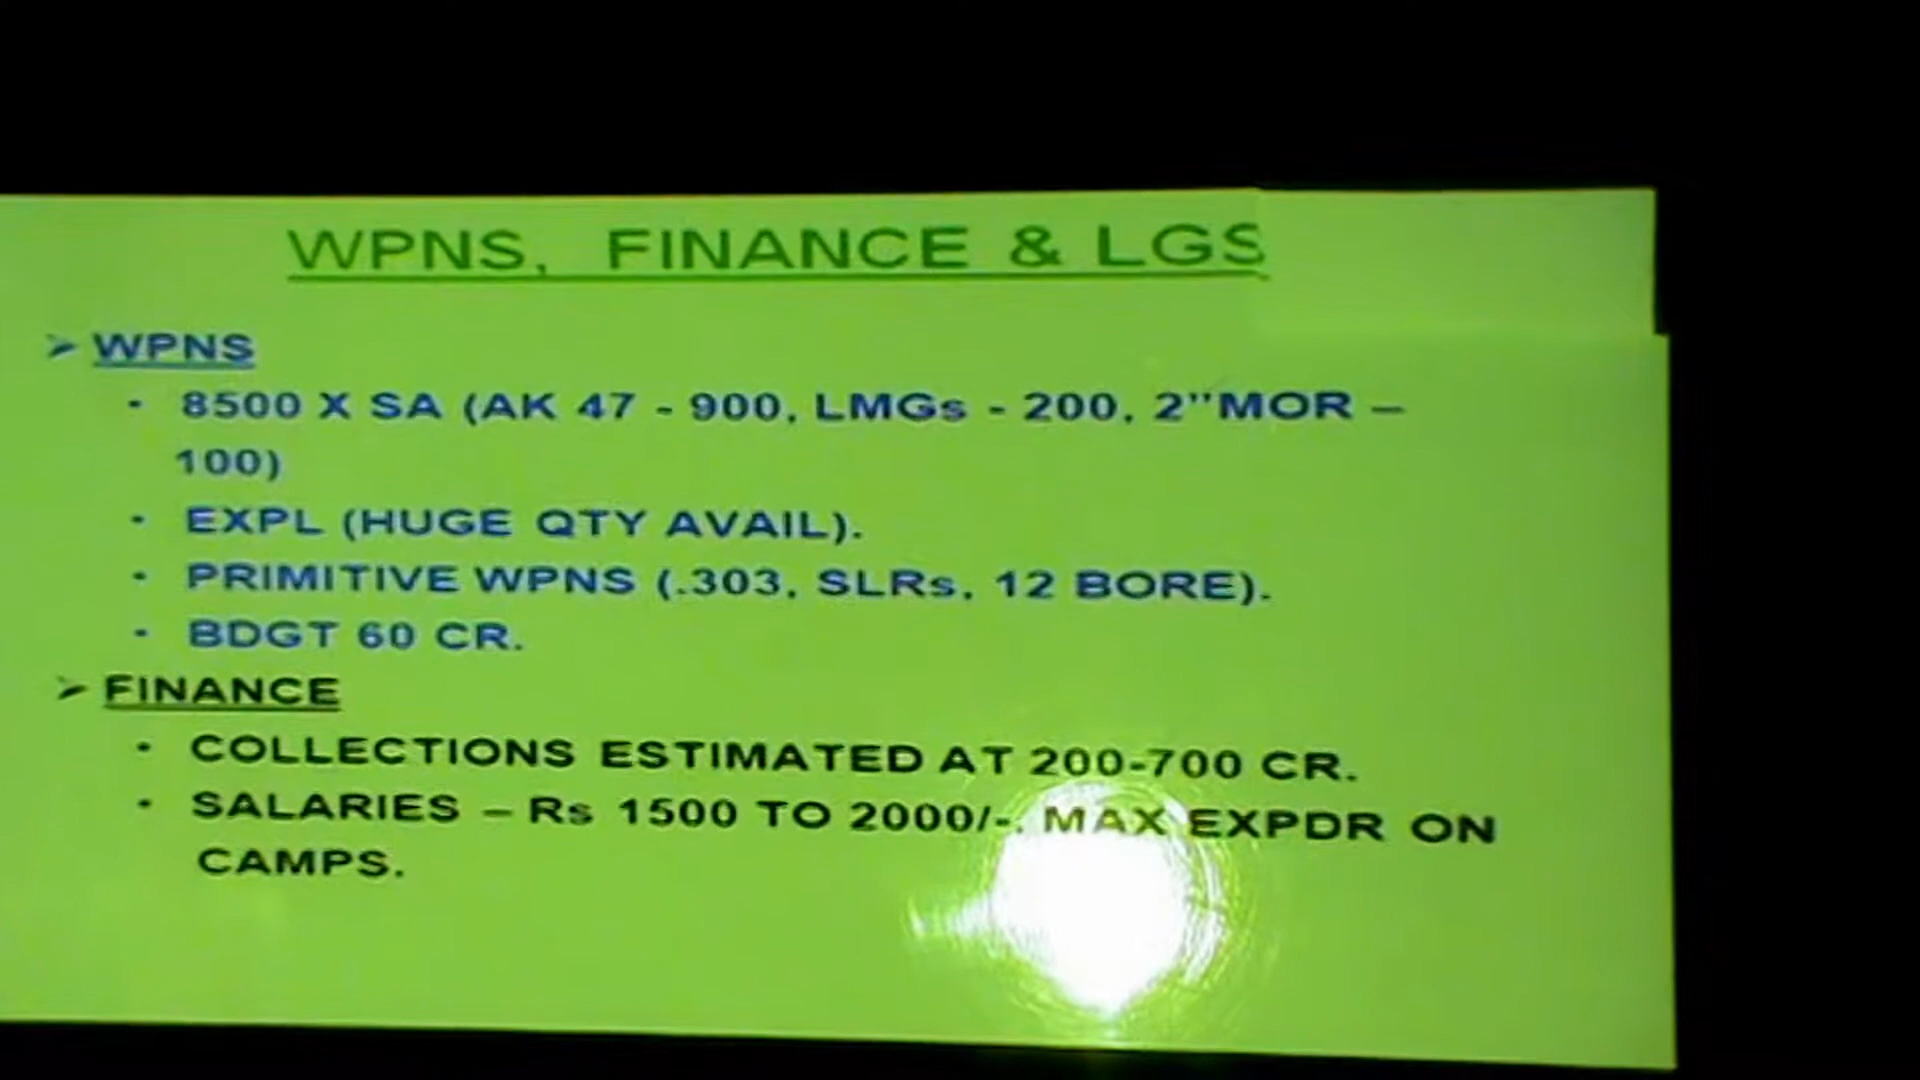 WPNS, FINANCE & LGS
➢ WPNS
• 8500 X SA (AK 47 - 900, LMGs - 200, 2"MOR –
100)
• EXPL (HUGE QTY AVAIL).
• PRIMITIVE WPNS (.303, SLRs, 12 BORE).
• BDGT 60 CR.
➢ FINANCE
• COLLECTIONS ESTIMATED AT 200-700 CR.
• SALARIES – Rs 1500 TO 2000/-. MAX EXPDR ON
CAMPS.